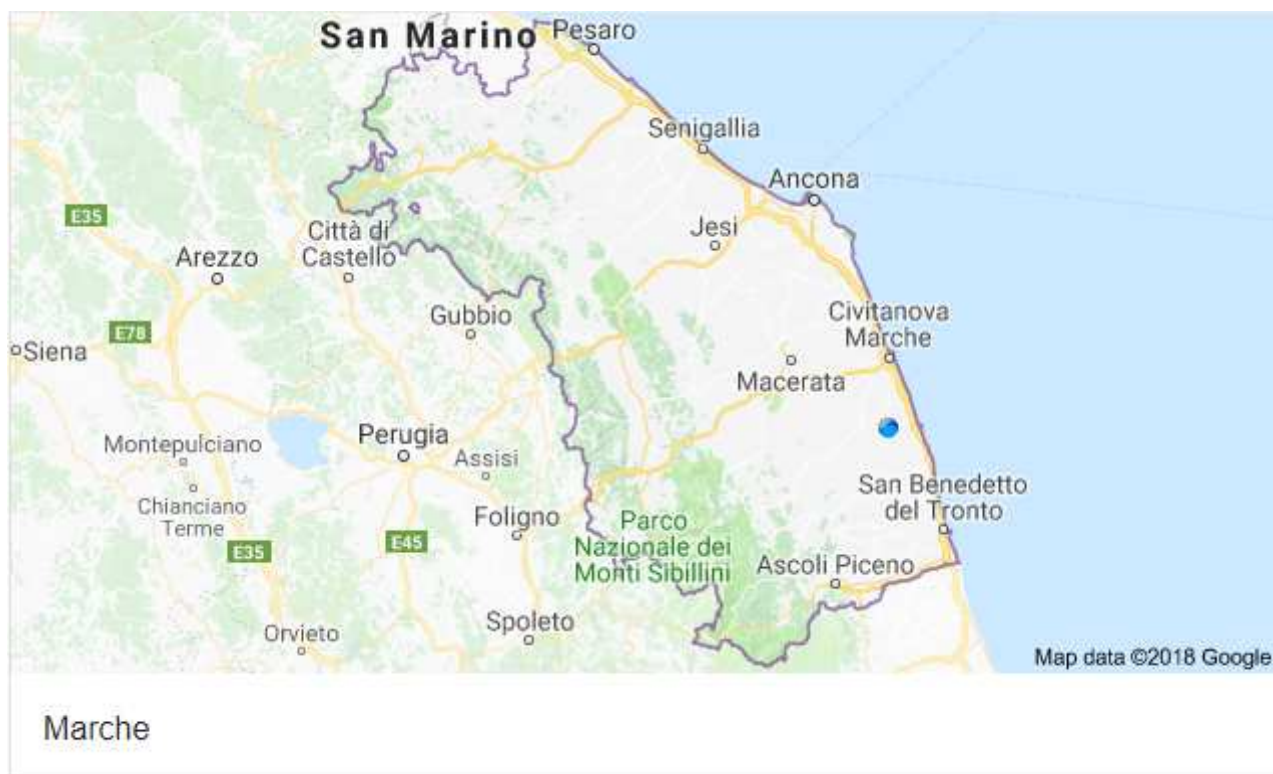 San Marino
Pesaro
Senigallia
Ancona
E35
Città di
Castello
Jesi
Arezzo
Gubbio
Civitanova
Marche
E78
Siena
Macerata
Perugia
Montepulciano
Assisi
Chianciano
Terme
San Benedetto
del Tronto
Foligno
Parco
Nazionale dei
Monti Sibillini
E35
E45
Ascoli Piceno
Spoleto
Orvieto
Map data ©2018 Google
Marche